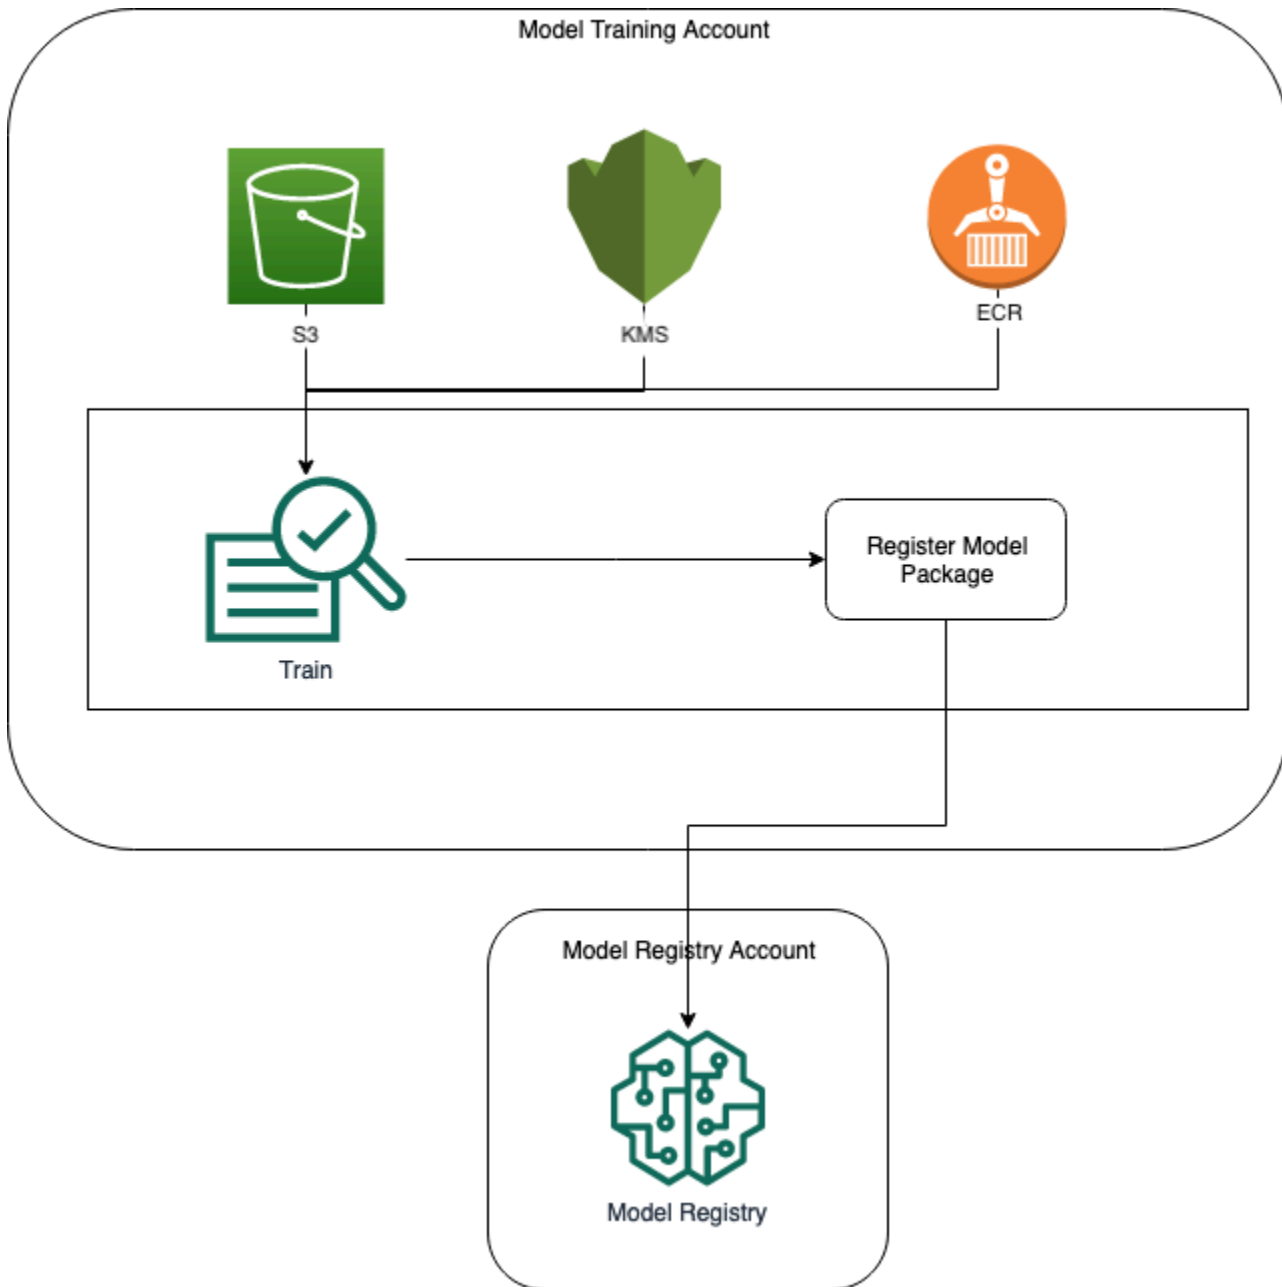 Model Training Account
S3
KMS
ECR
Register Model
Package
Train
Model Registry Account
Model Registry